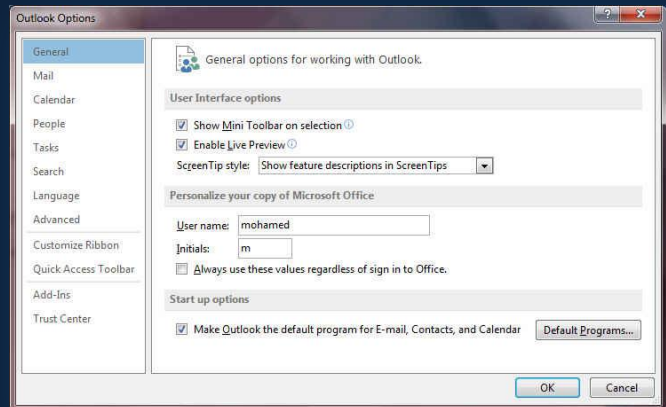 Outlook Options
General
Mail
Calendar
People
Tasks
Search
Language
Advanced
Customize Ribbon
Quick Access Toolbar
Add-Ins
Trust Center
General options for working with Outlook.
User Interface options
Show Mini Toolbar on selection
Enable Live Preview
ScreenTip style: Show feature descriptions in ScreenTips
Personalize your copy of Microsoft Office
User name: mohamed
Initials: m
Always use these values regardless of sign in to Office.
Start up options
Make Outlook the default program for E-mail, Contacts, and Calendar Default Programs...
OK Cancel